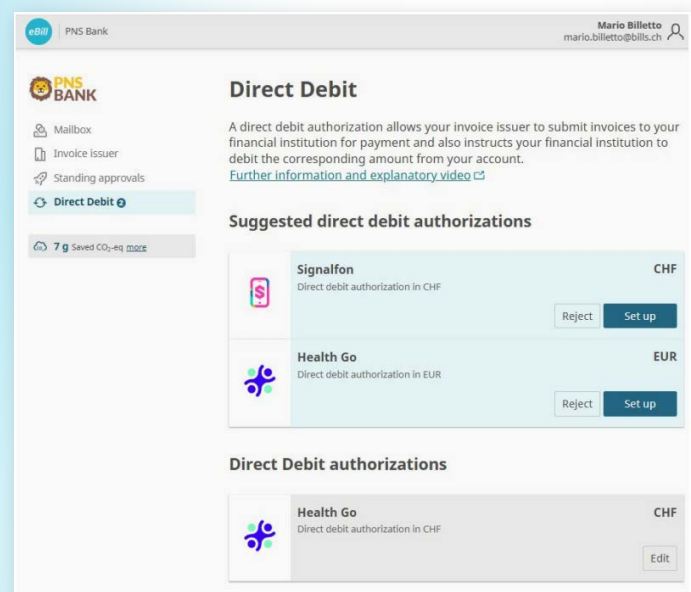 eBill PNS Bank
Mario Billetto
mario.billetto@bills.ch
PNS
BANK
Mailbox
Invoice issuer
Standing approvals
Direct Debit 2
7 g Saved CO₂-eq more
Direct Debit
A direct debit authorization allows your invoice issuer to submit invoices to your
financial institution for payment and also instructs your financial institution to
debit the corresponding amount from your account.
Further information and explanatory video
Suggested direct debit authorizations
Signalfon CHF
Direct debit authorization in CHF
Reject Set up
Health Go EUR
Direct debit authorization in EUR
Reject Set up
Direct Debit authorizations
Health Go CHF
Direct debit authorization in CHF
Edit